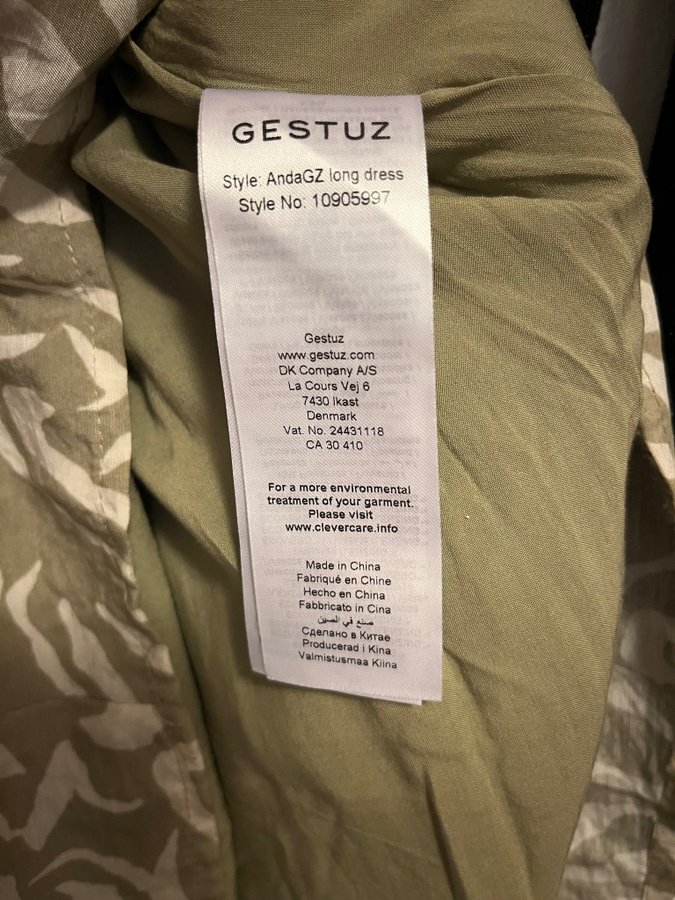 GESTUZ
Style: AndaGZ long dress
Style No: 10905997
Gestuz
www.gestuz.com
DK Company A/S
La Cours Vej 6
7430 Ikast
Denmark
Vat. No. 24431118
CA 30 410
For a more environmental
treatment of your garment.
Please visit
www.clevercare.info
Made in China
Fabriqué en Chine
Hecho en China
Fabbricato in Cina
صنع في الصين
Сделано в Китае
Producerad i Kina
Valmistusmaa Kiina